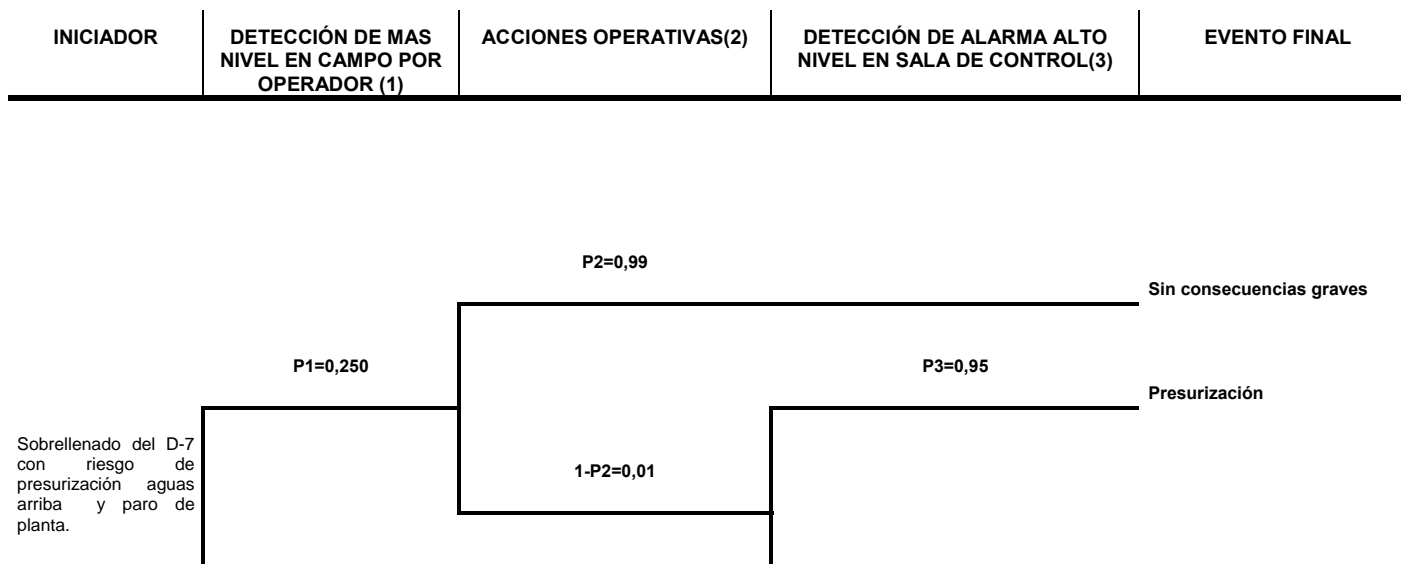 INICIADOR
DETECCIÓN DE MAS
NIVEL EN CAMPO POR
OPERADOR (1)
ACCIONES OPERATIVAS(2)
DETECCIÓN DE ALARMA ALTO
NIVEL EN SALA DE CONTROL(3)
EVENTO FINAL
P2=0,99
Sin consecuencias graves
P1=0,250
P3=0,95
Presurización
Sobrellenado del D-7
con riesgo de
presurización aguas
arriba y paro de
planta.
1-P2=0,01